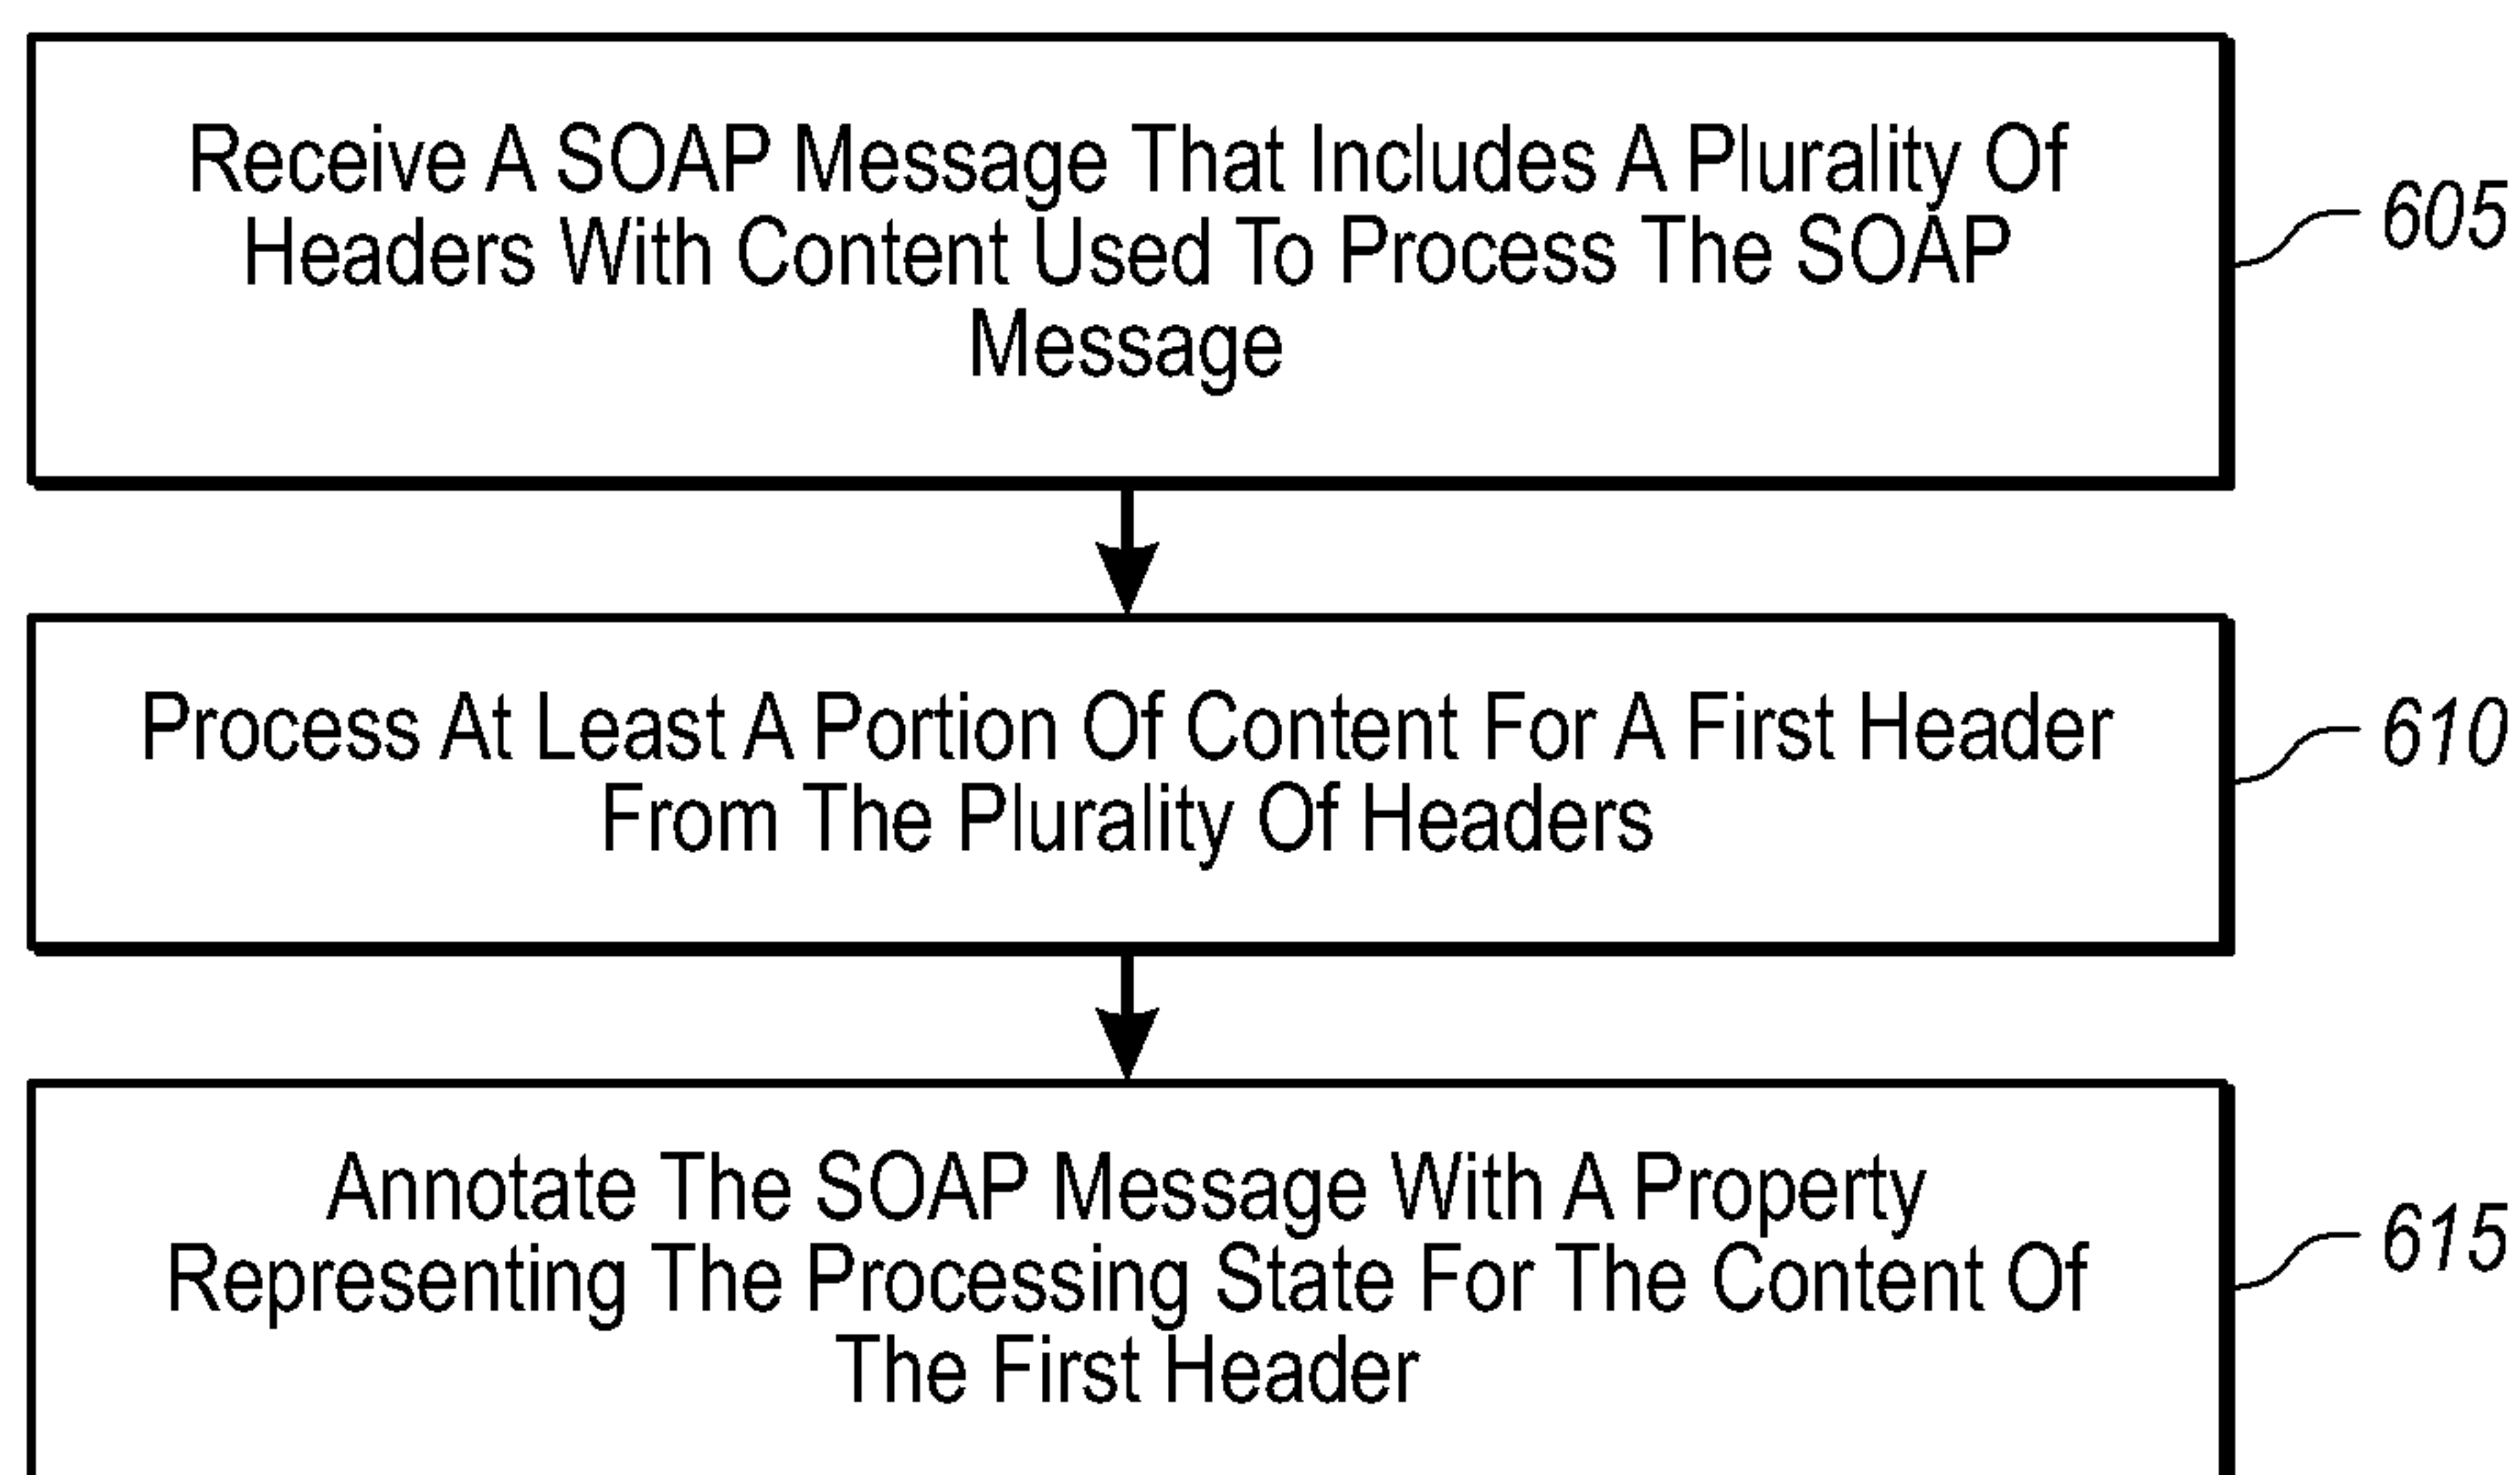 Receive A SOAP Message That Includes A Plurality Of
Headers With Content Used To Process The SOAP
Message
605
Process At Least A Portion Of Content For A First Header
From The Plurality Of Headers
610
Annotate The SOAP Message With A Property
Representing The Processing State For The Content Of
The First Header
615